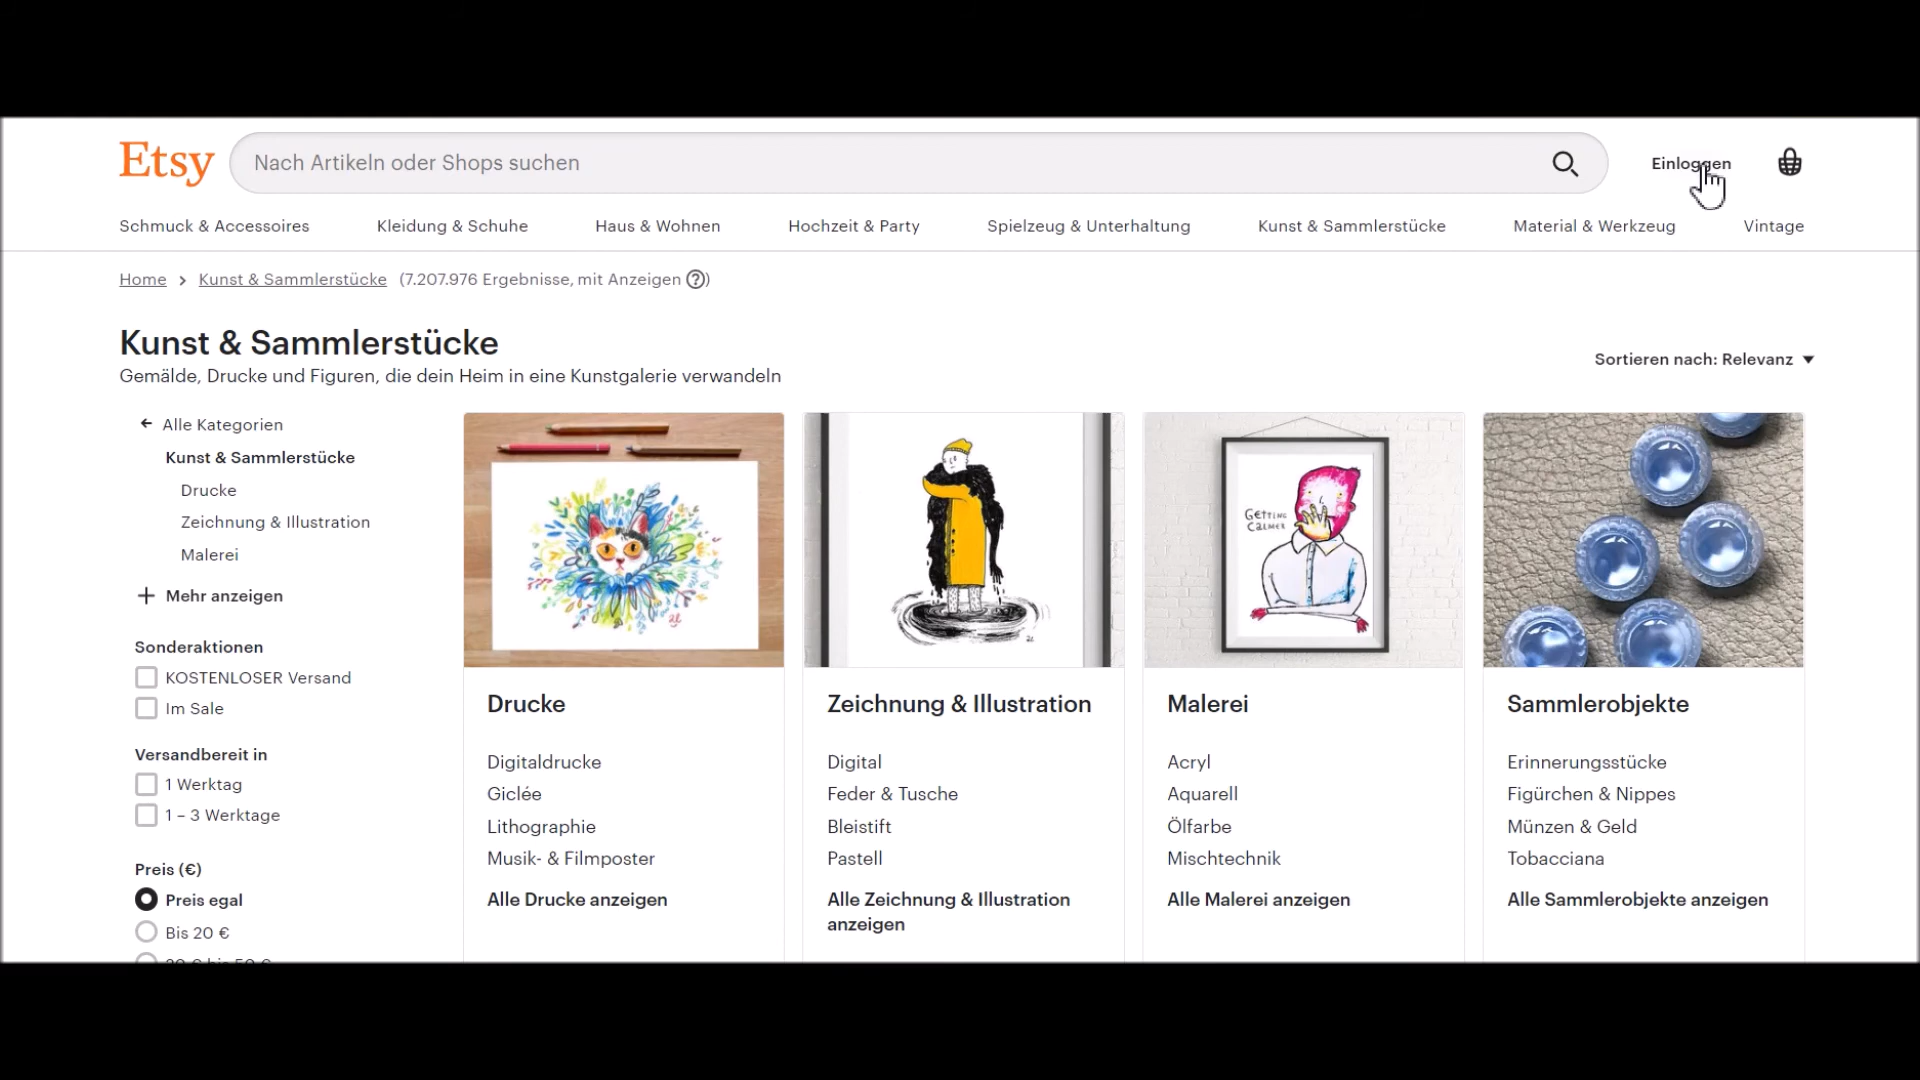 Etsy
Nach Artikeln oder Shops suchen
Einloggen
Schmuck & Accessoires
Kleidung & Schuhe
Haus & Wohnen
Hochzeit & Party
Spielzeug & Unterhaltung
Kunst & Sammlerstücke
Material & Werkzeug
Vintage
Home > Kunst & Sammlerstücke (7.207.976 Ergebnisse, mit Anzeigen ?)
Kunst & Sammlerstücke
Gemälde, Drucke und Figuren, die dein Heim in eine Kunstgalerie verwandeln
Sortieren nach: Relevanz
Alle Kategorien
Kunst & Sammlerstücke
Drucke
Zeichnung & Illustration
Malerei
Mehr anzeigen
Sonderaktionen
KOSTENLOSER Versand
Im Sale
Versandbereit in
1 Werktag
1 – 3 Werktage
Preis (€)
Preis egal
Bis 20 €
Drucke
Digitaldrucke
Giclée
Lithographie
Musik- & Filmposter
Alle Drucke anzeigen
Zeichnung & Illustration
Digital
Feder & Tusche
Bleistift
Pastell
Alle Zeichnung & Illustration
anzeigen
GETTING
CALMER
Malerei
Acryl
Aquarell
Ölfarbe
Mischtechnik
Alle Malerei anzeigen
Sammlerobjekte
Erinnerungsstücke
Figürchen & Nippes
Münzen & Geld
Tobacciana
Alle Sammlerobjekte anzeigen